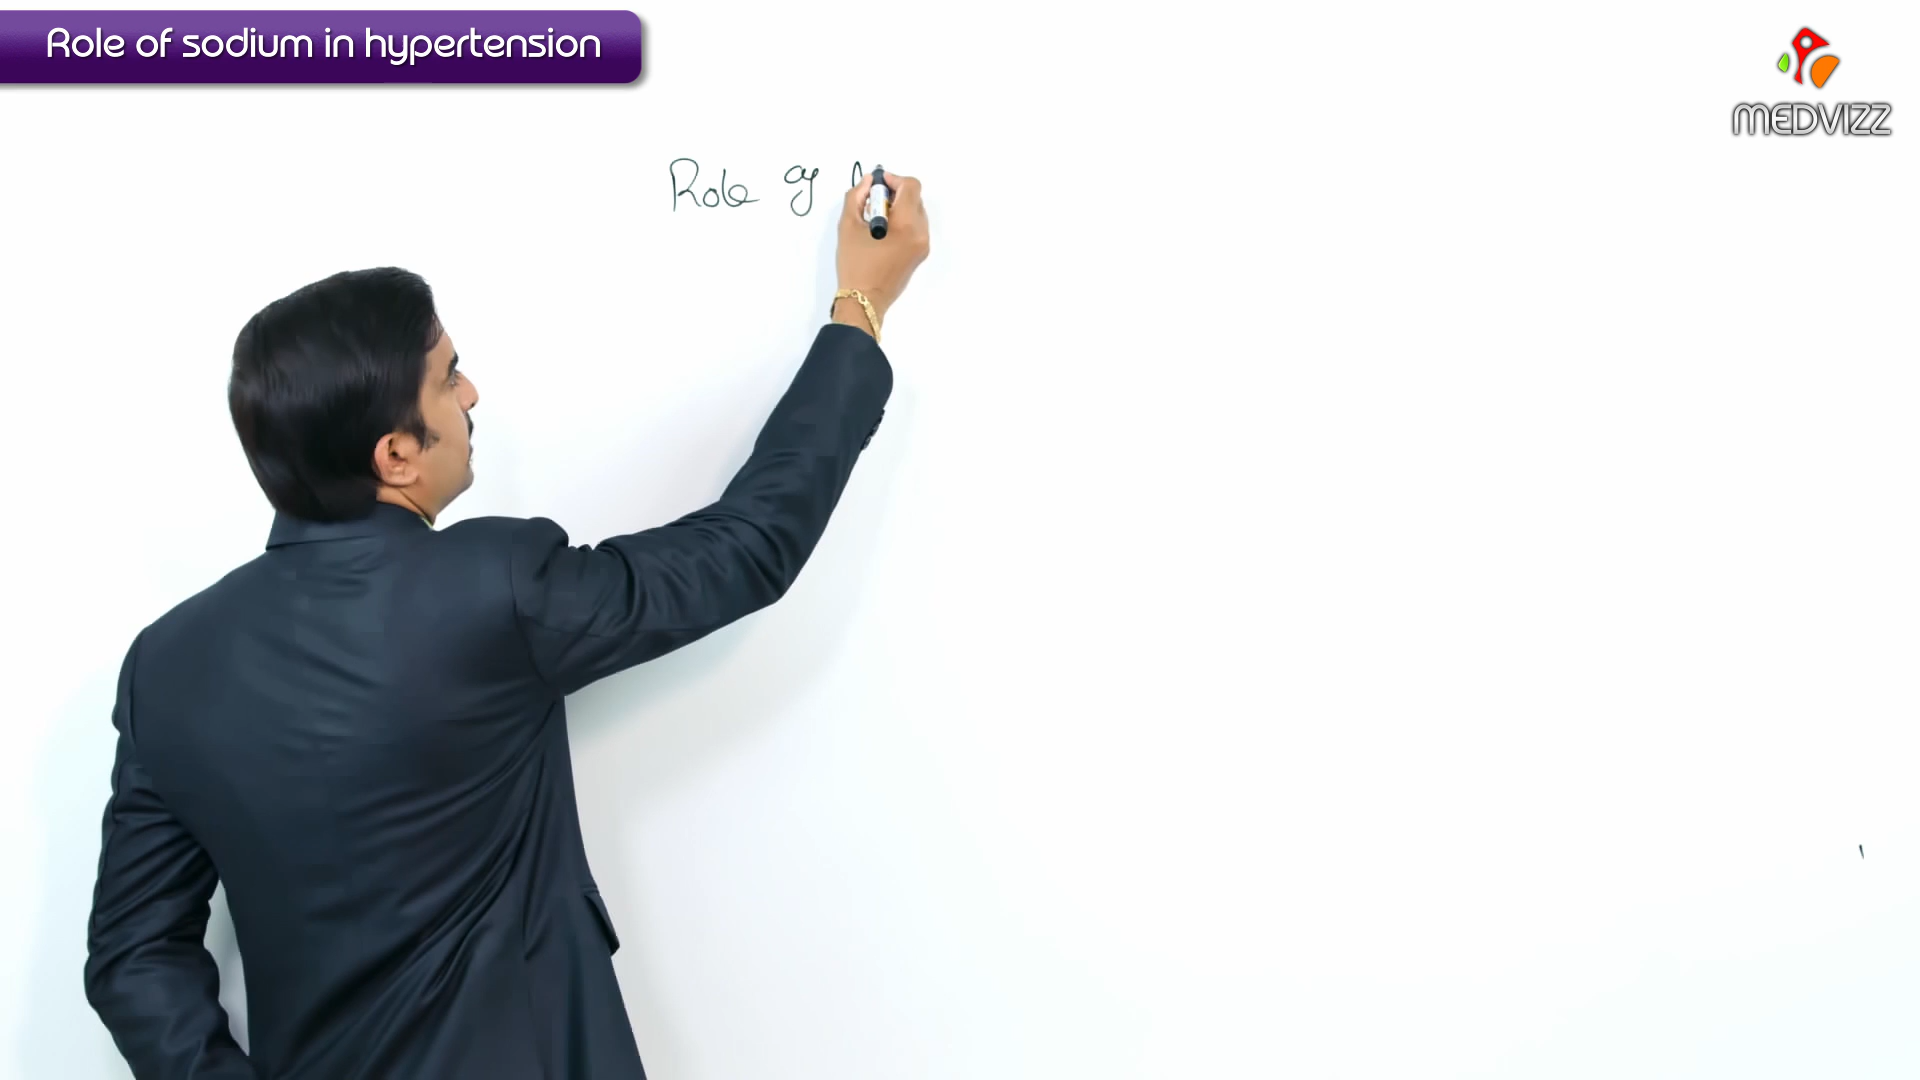 Role of sodium in hypertension
MEDVIZZ
Role of